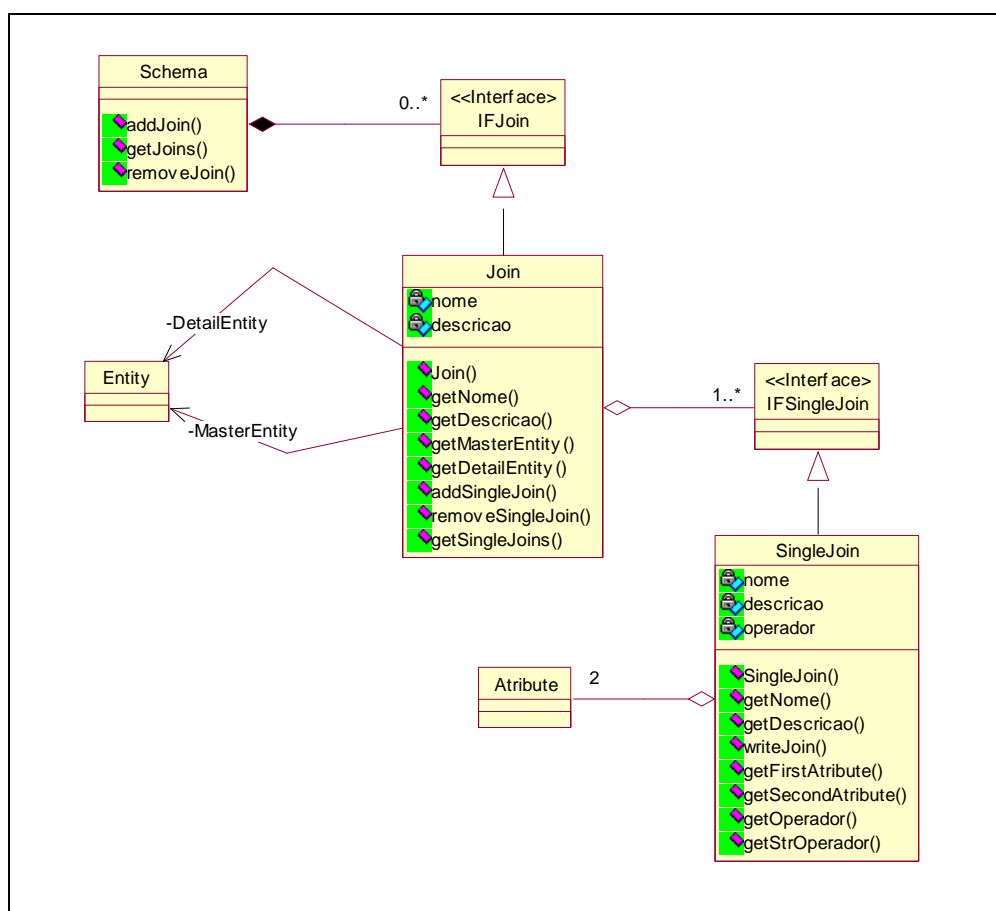 Schema
addJoin()
getJoins()
removeJoin()
0..*
<<Interface>>
IFJoin
Join
nome
descricao
Join()
getNome()
getDescricao()
getMasterEntity()
getDetailEntity()
addSingleJoin()
removeSingleJoin()
getSingleJoins()
-DetailEntity
Entity
-MasterEntity
1..*
<<Interface>>
IFSingleJoin
SingleJoin
nome
descricao
operador
SingleJoin()
getNome()
getDescricao()
writeJoin()
getFirstAtribute()
getSecondAtribute()
getOperador()
getStrOperador()
Atribute
2